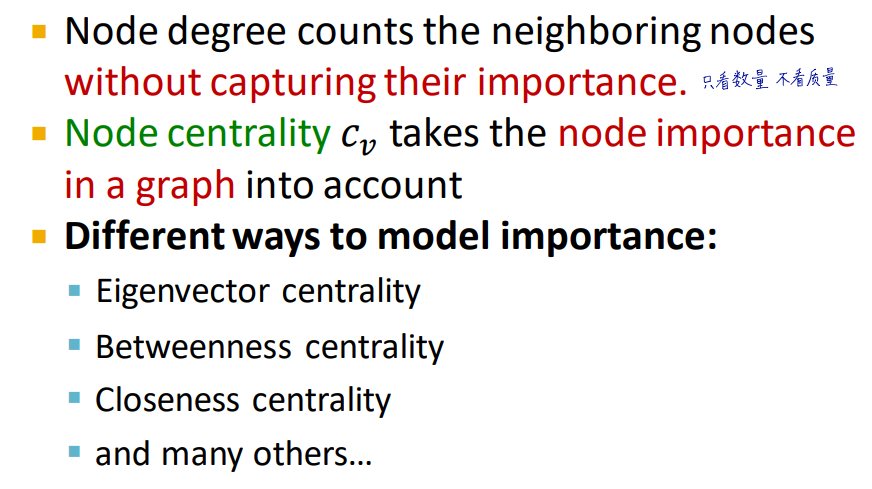 Node degree counts the neighboring nodes
without capturing their importance. 只看数量 不看质量
Node centrality c_v takes the node importance
in a graph into account
Different ways to model importance:
Eigenvector centrality
Betweenness centrality
Closeness centrality
and many others...